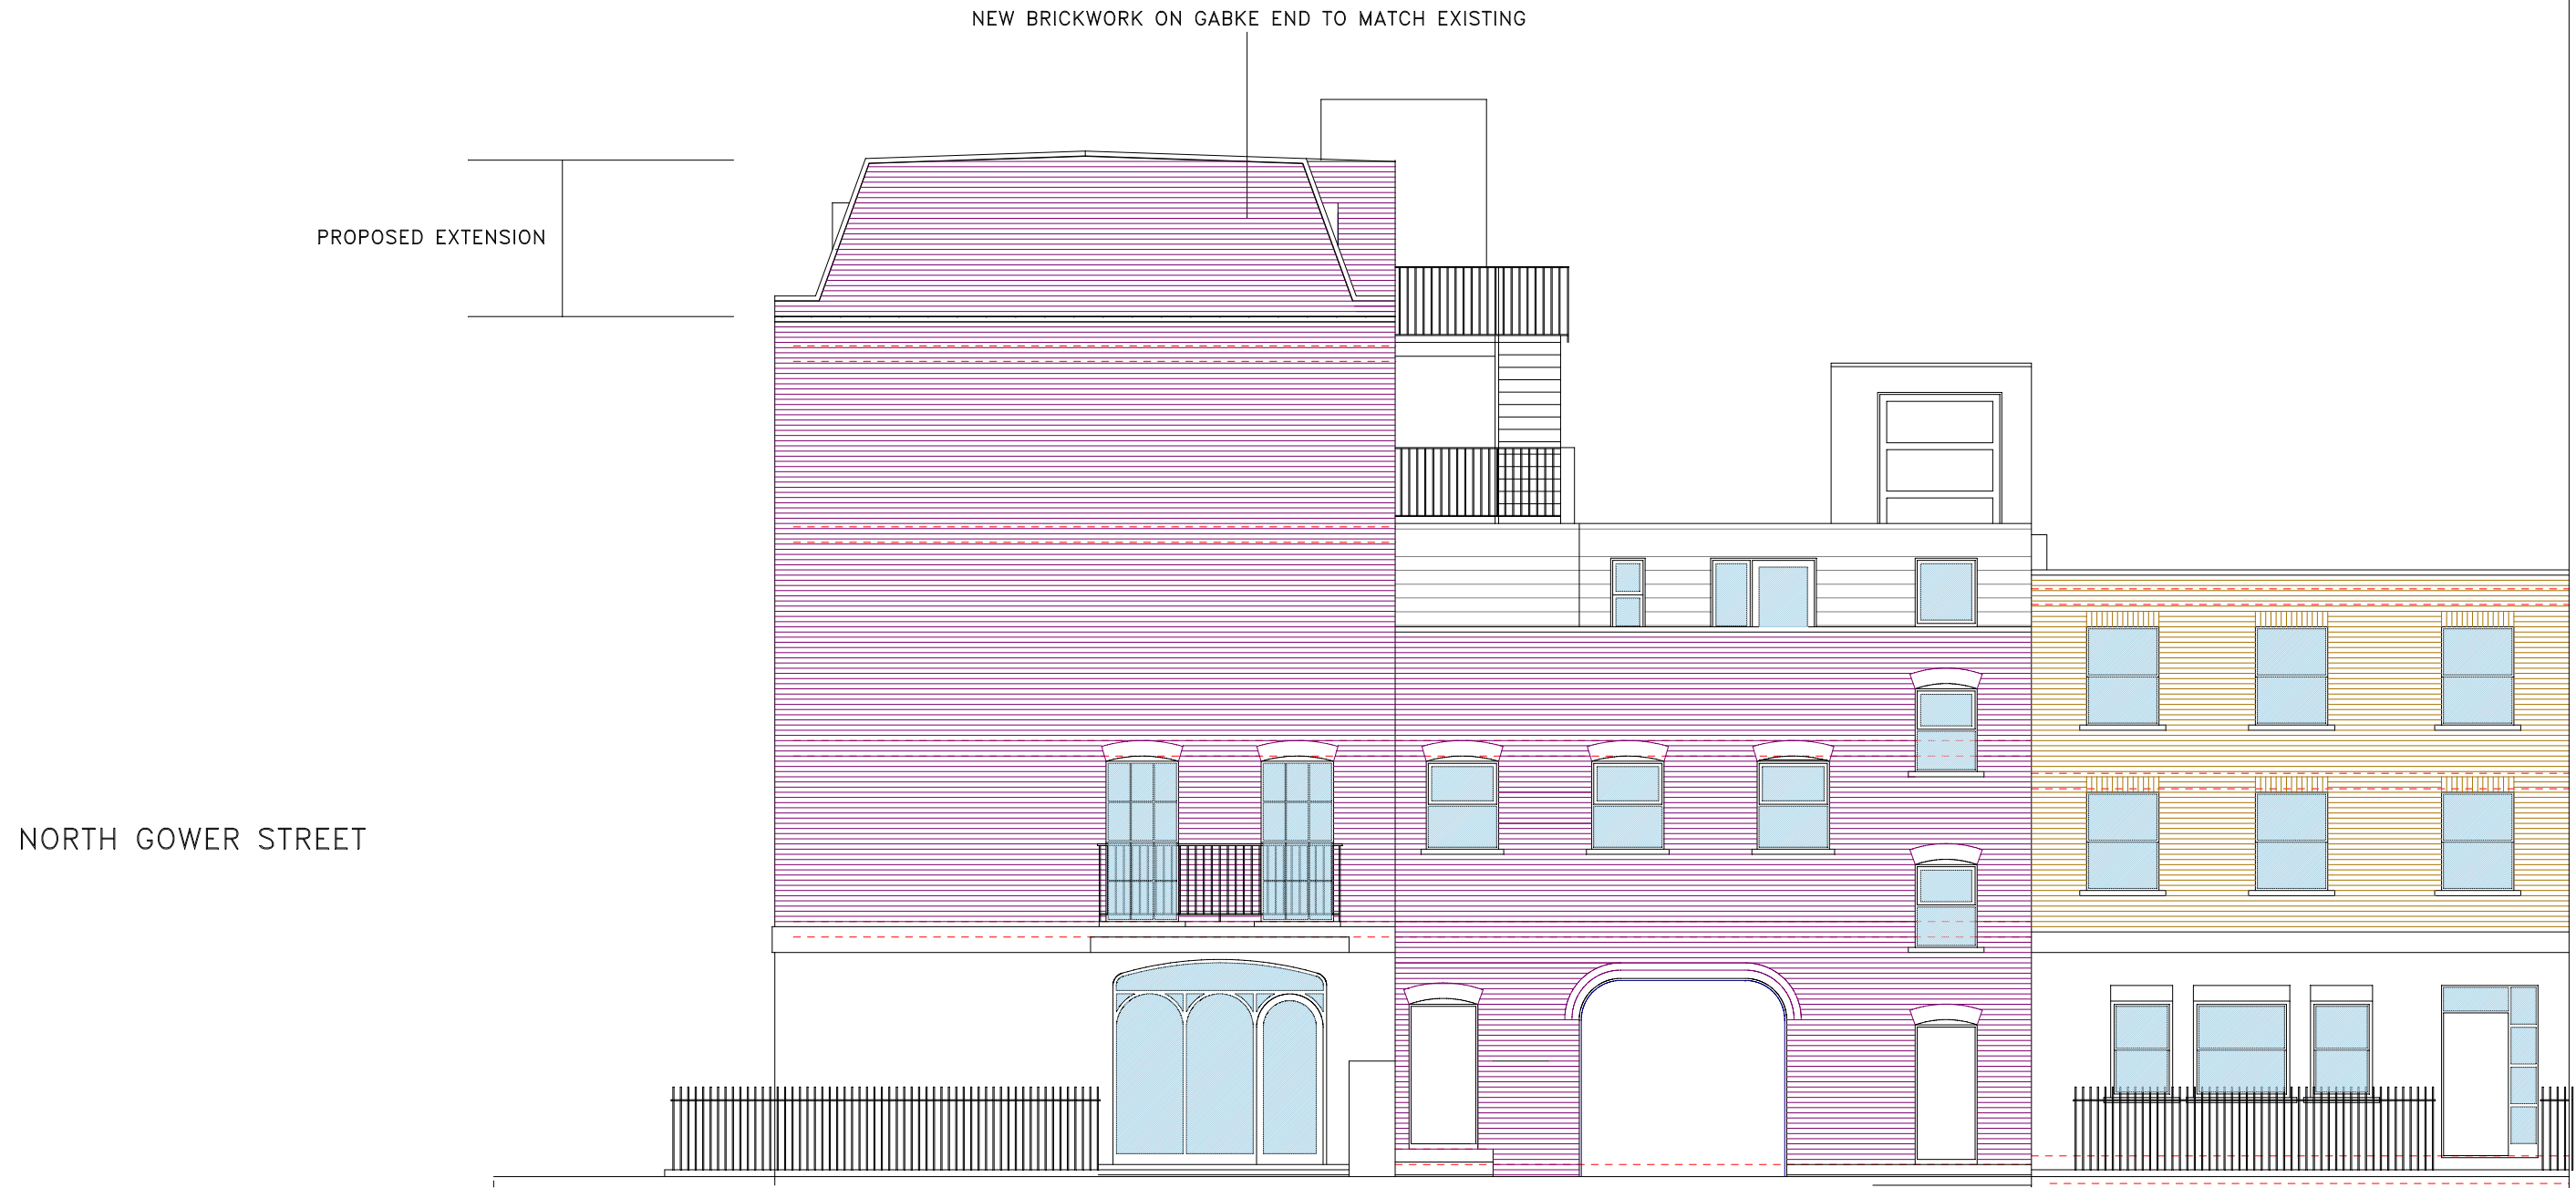 NEW BRICKWORK ON GABKE END TO MATCH EXISTING
PROPOSED EXTENSION
NORTH GOWER STREET